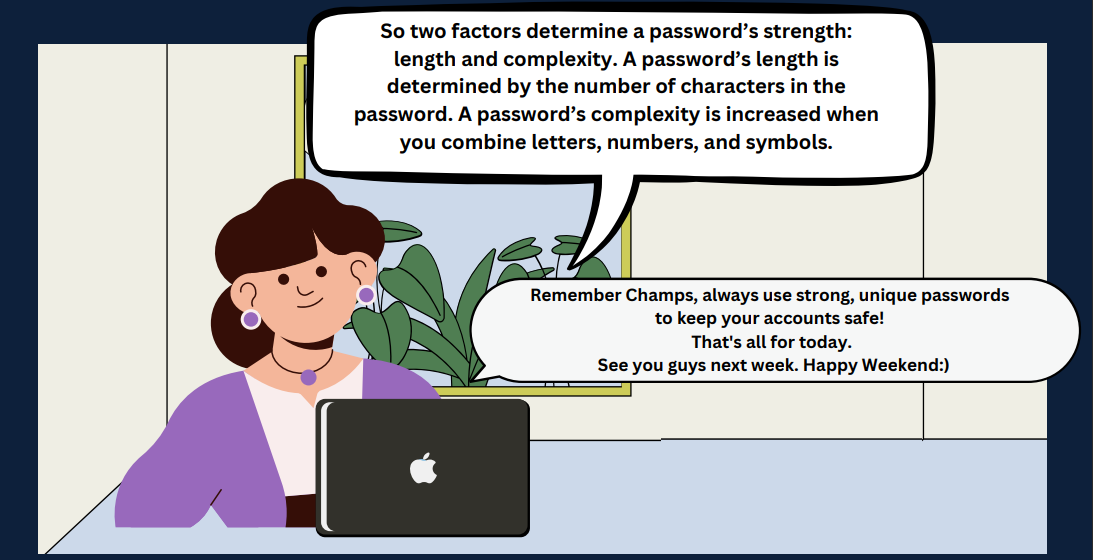 So two factors determine a password’s strength:
length and complexity. A password’s length is
determined by the number of characters in the
password. A password’s complexity is increased when
you combine letters, numbers, and symbols.
Remember Champs, always use strong, unique passwords
to keep your accounts safe!
That's all for today.
See you guys next week. Happy Weekend:)